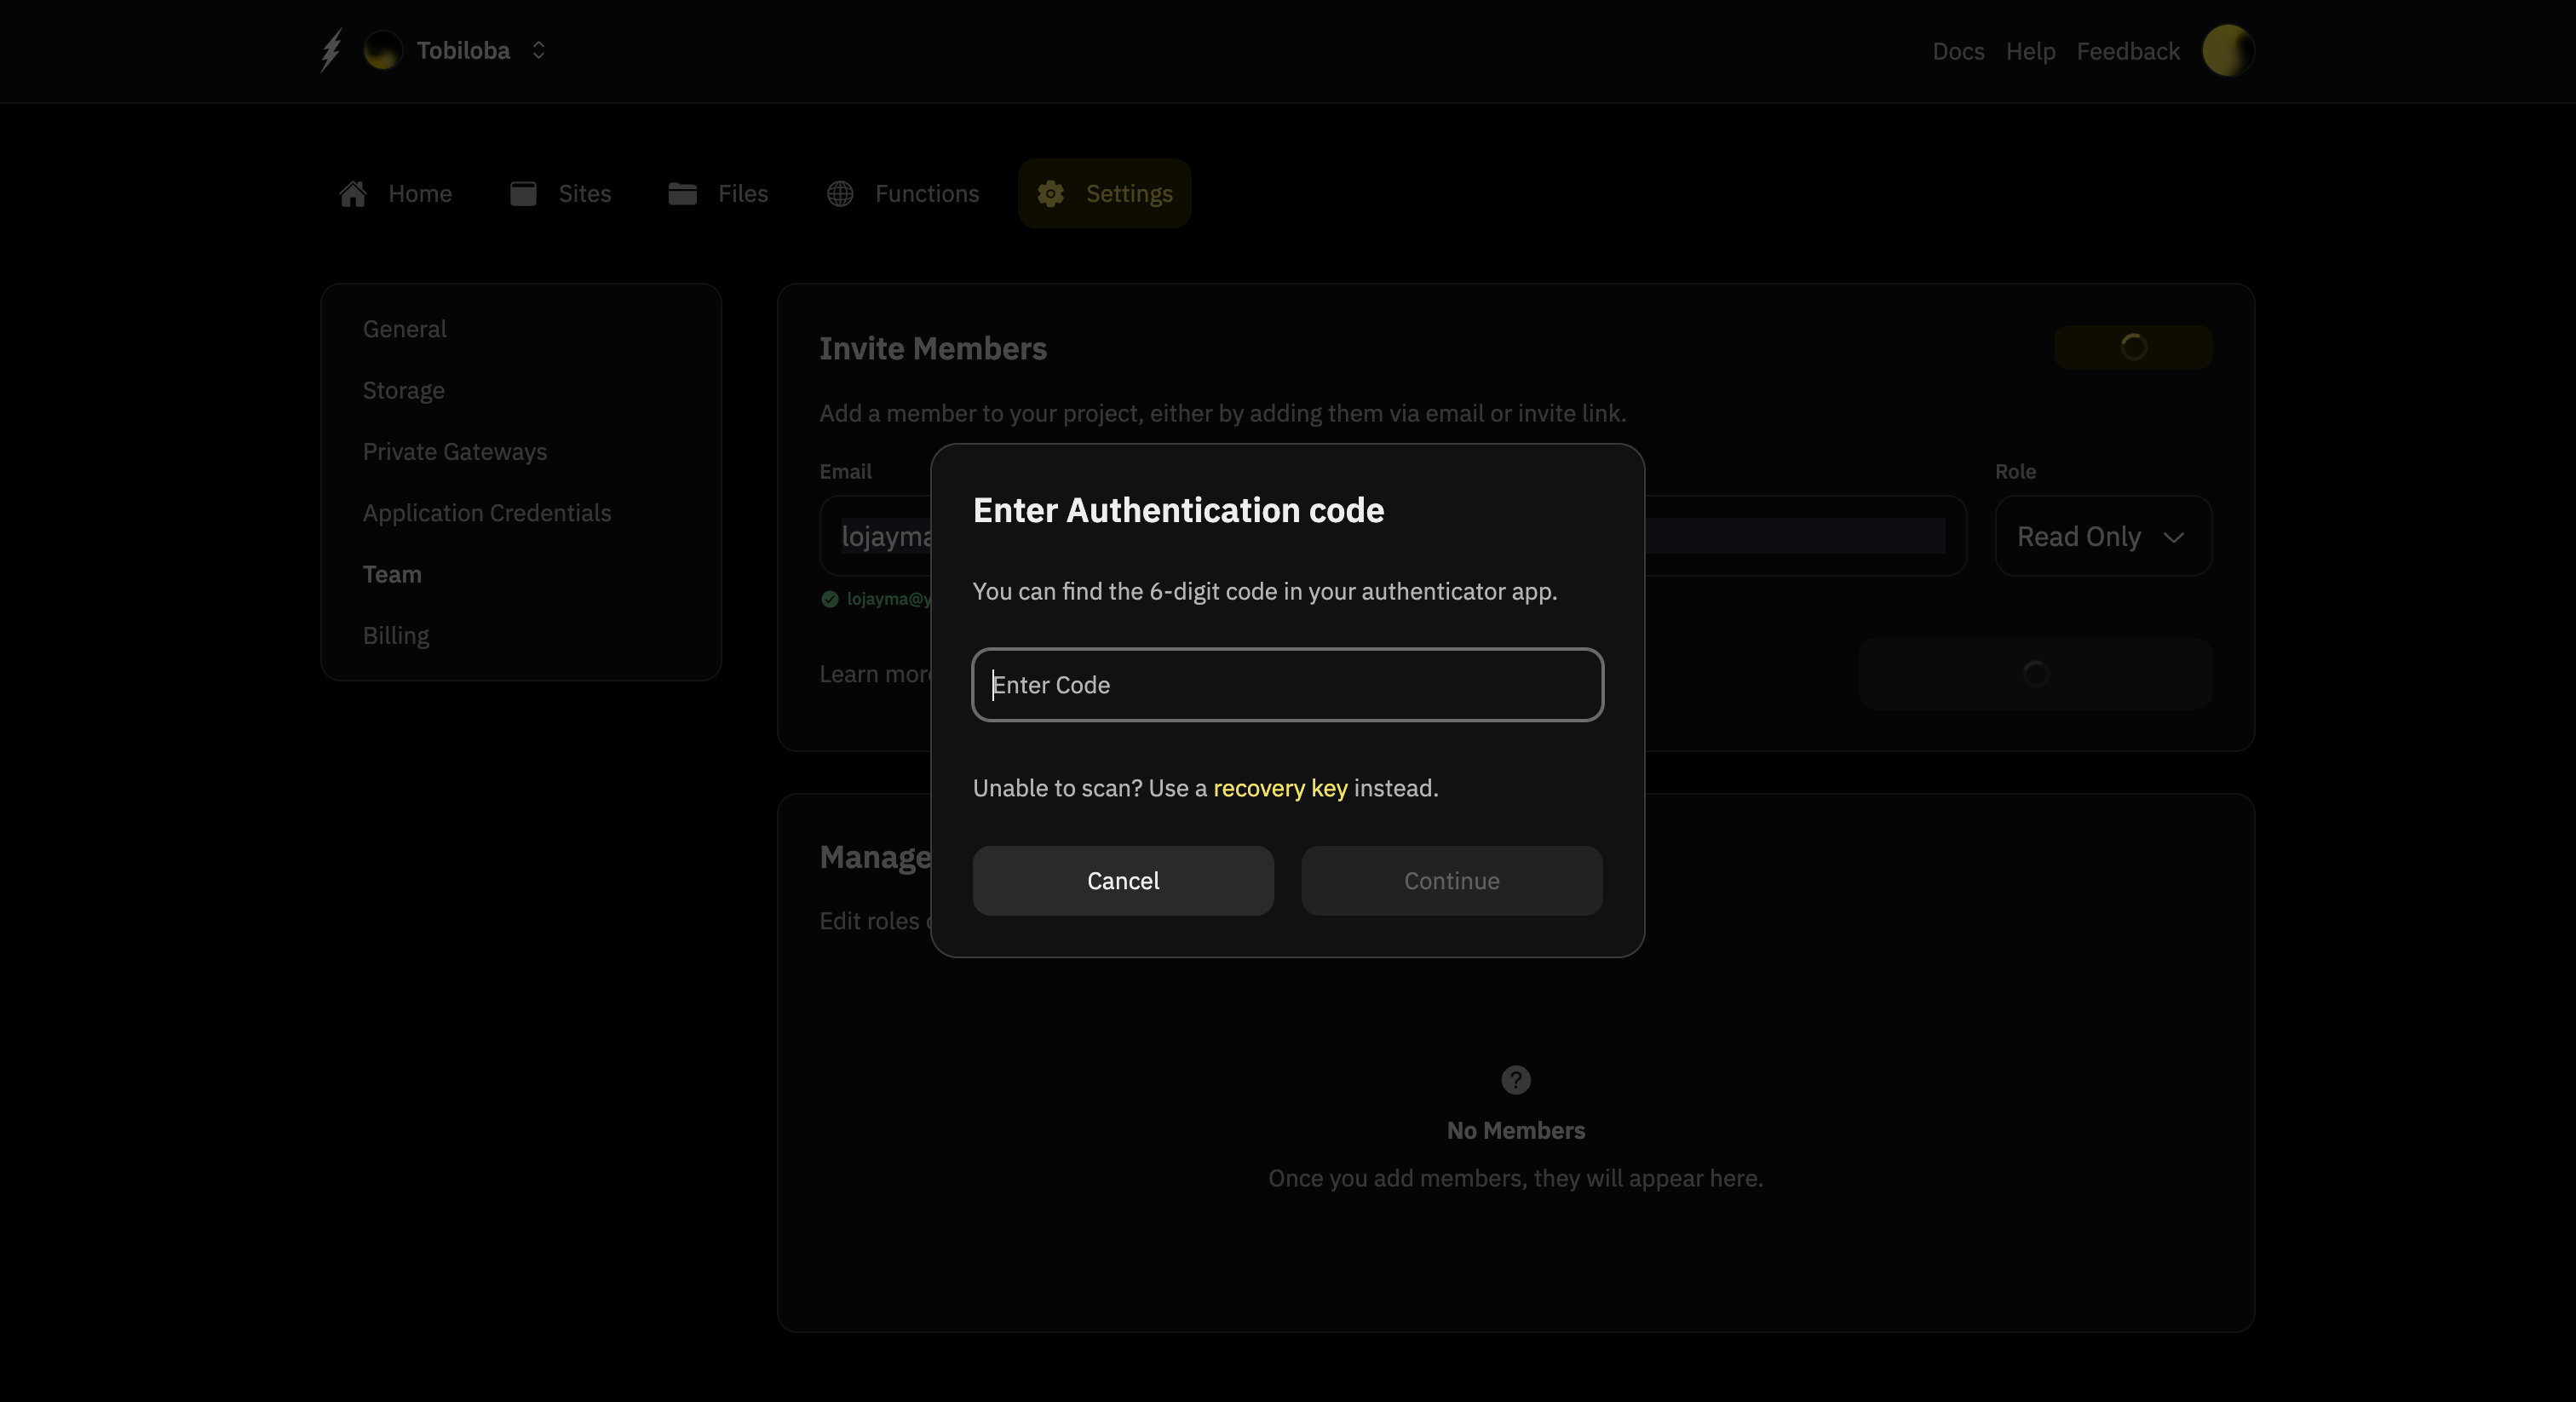 Tobiloba
Docs Help Feedback
Home Sites Files Functions Settings
General
Storage
Private Gateways
Application Credentials
Team
Billing
Invite Members
Add a member to your project, either by adding them via email or invite link.
Email
Role
lojayma
Read Only
lojayma@y
Learn more
Enter Authentication code
You can find the 6-digit code in your authenticator app.
Enter Code
Unable to scan? Use a recovery key instead.
Cancel
Continue
Manage
Edit roles
No Members
Once you add members, they will appear here.